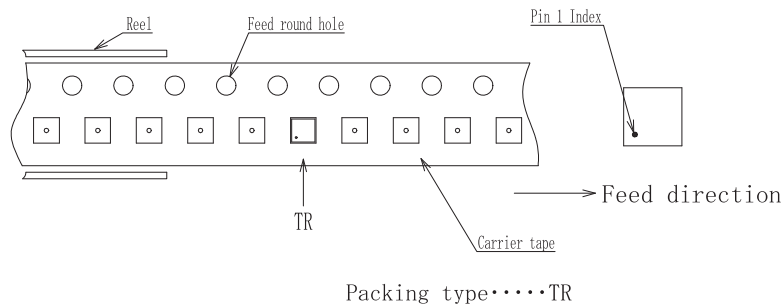 Reel
Feed round hole
Pin 1 Index
Feed direction
TR
Carrier tape
Packing type·····TR